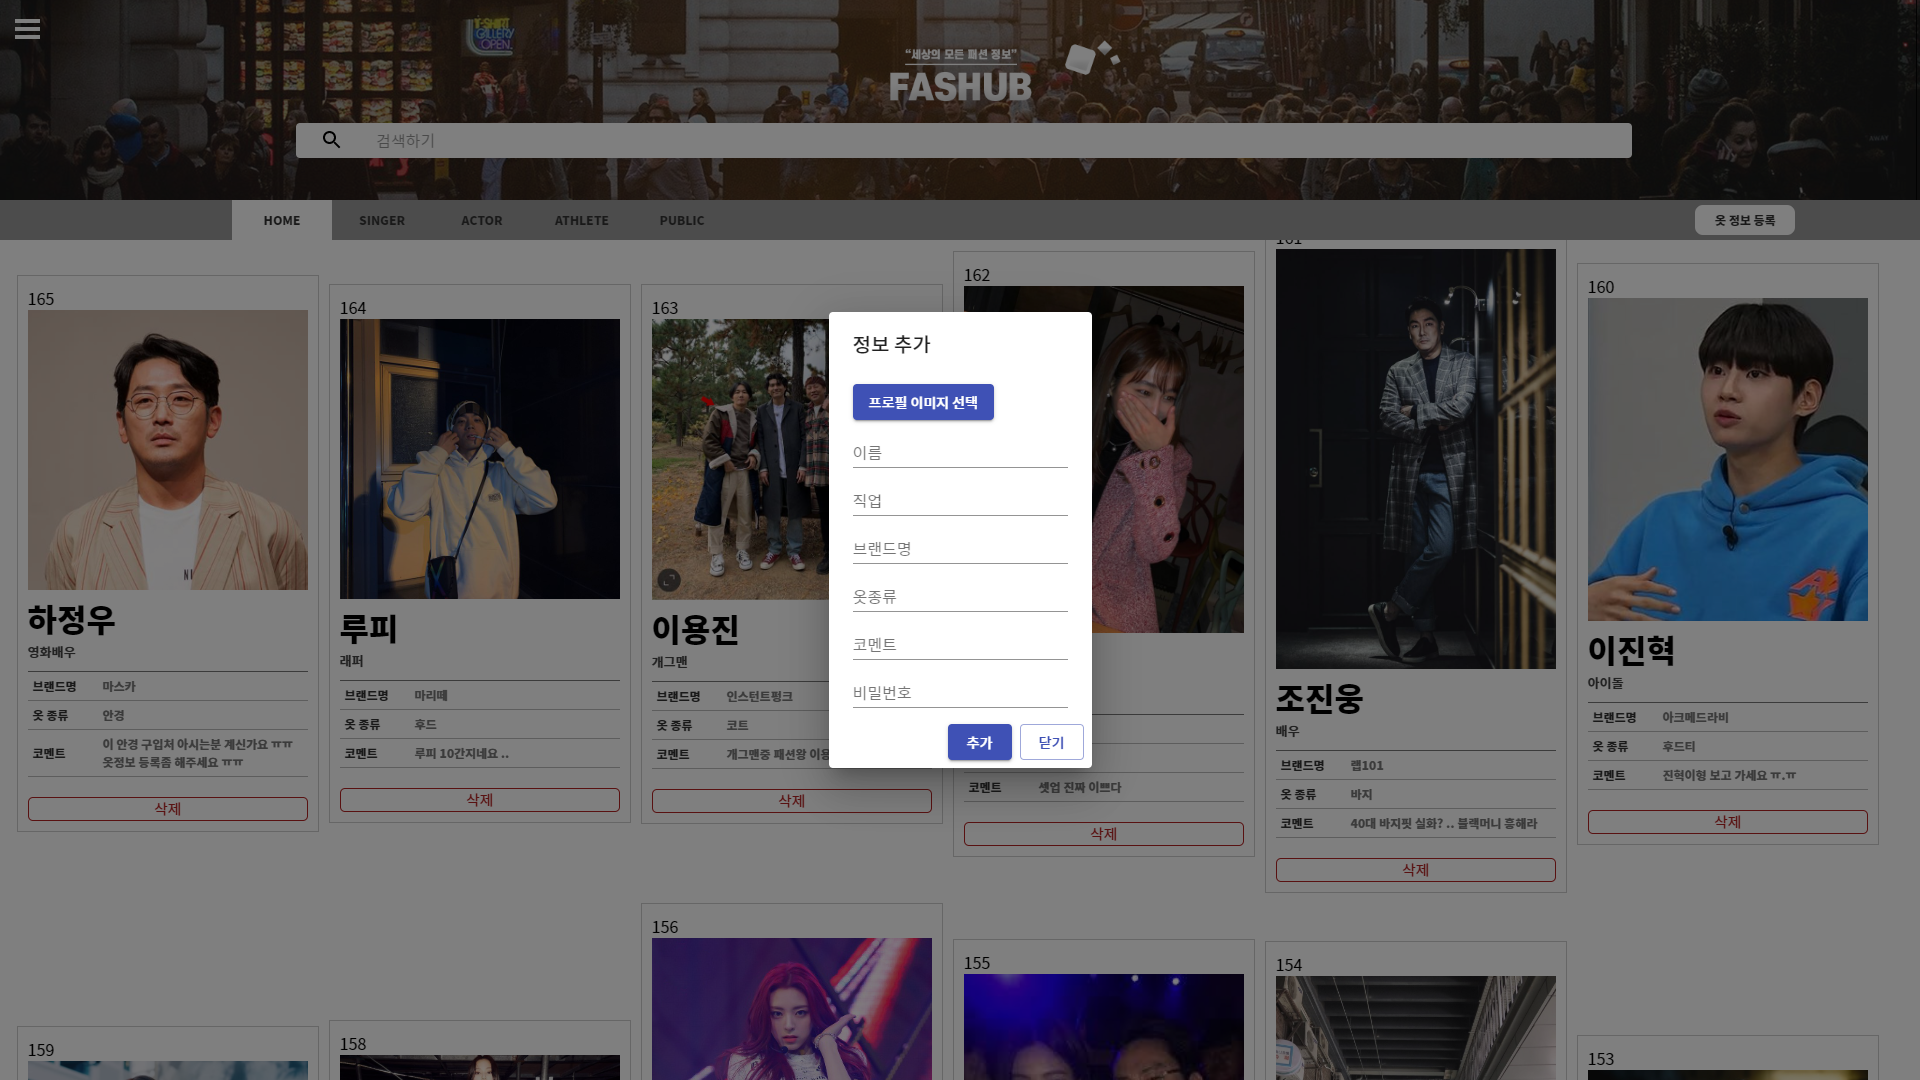 T-SHIRT
GALLERY
OPEN.
“세상의 모든 패션 정보”
FASHUB
검색하기
HOME
SINGER
ACTOR
ATHLETE
PUBLIC
옷 정보 등록
165
하정우
영화배우
브랜드명 마스카
옷 종류 안경
코멘트 이 안경 구입처 아시는분 계신가요 ㅠㅠ
옷정보 등록좀 해주세요 ㅠㅠ
삭제
164
루피
래퍼
브랜드명 마리떼
옷 종류 후드
코멘트 루피 10간지네요 ..
삭제
163
이용진
개그맨
브랜드명 인스턴트펑크
옷 종류 코트
코멘트 개그맨중 패션왕 이용
삭제
162
코멘트 셋업 진짜 이쁘다
삭제
161
조진웅
배우
브랜드명 랩101
옷 종류 바지
코멘트 40대 바지핏 실화? .. 블랙머니 흥해라
삭제
160
이진혁
아이돌
브랜드명 아크메드라비
옷 종류 후드티
코멘트 진혁이형 보고 가세요 ㅠ.ㅠ
삭제
정보 추가
프로필 이미지 선택
이름
직업
브랜드명
옷종류
코멘트
비밀번호
추가
닫기
159
158
156
155
154
153